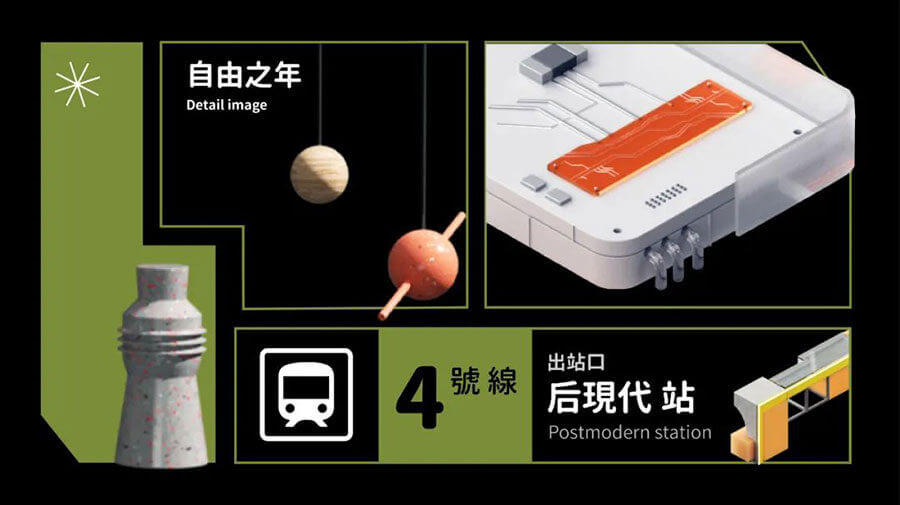 自由之年
Detail image
4號線
出站口
后現代 站
Postmodern station